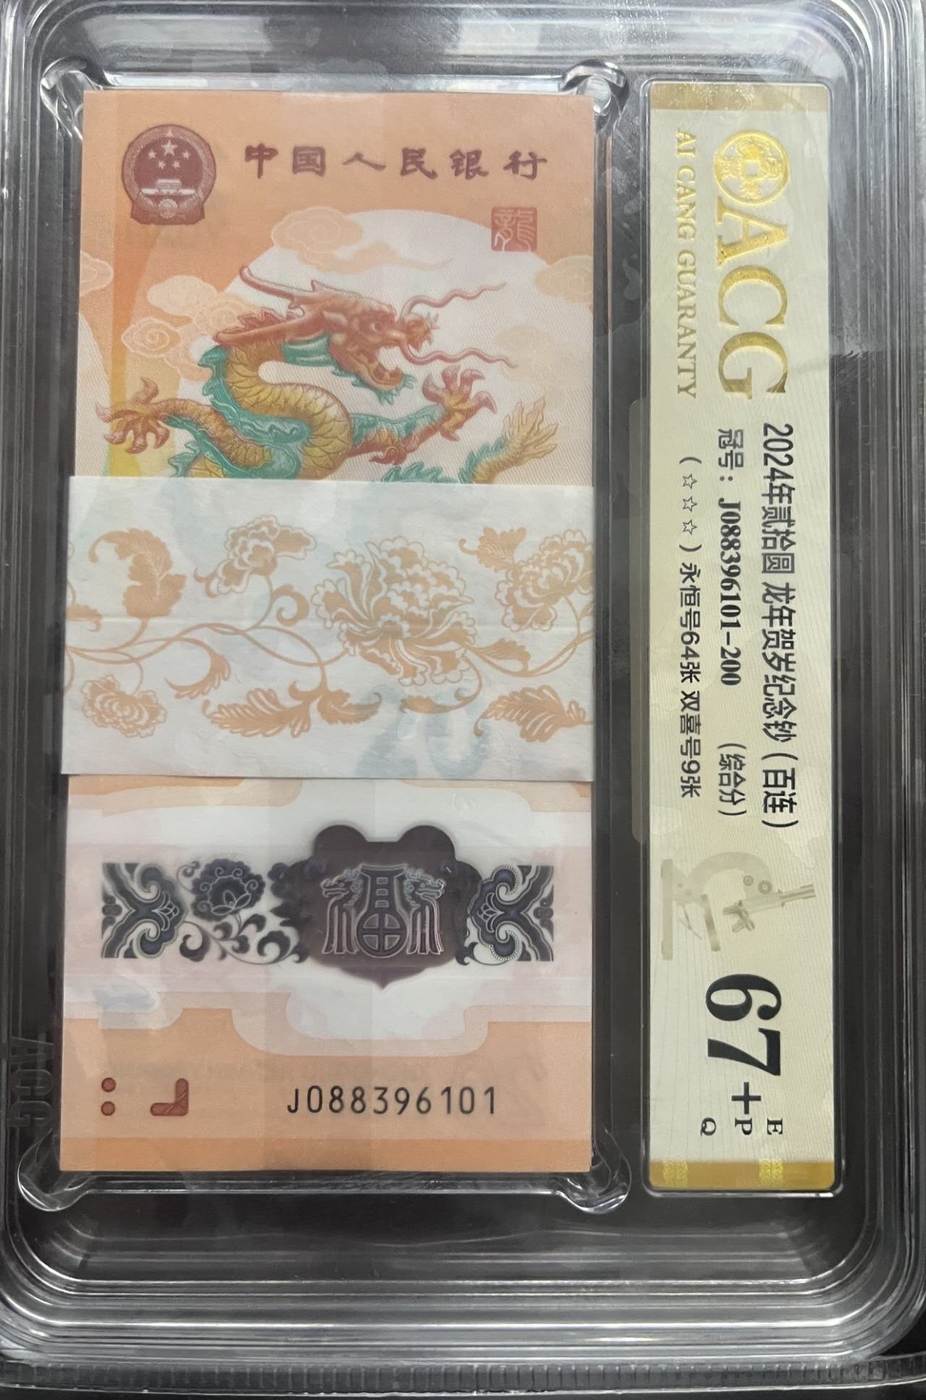 中国人民银行
龍
福
J088396101
ACG
AI CANG GUARANTY
2024年贰拾圆 龙年贺岁纪念钞（百连）
冠号：J088396101-200 （综合分）
（☆☆☆）永恒号64张 双喜号9张
67+
E
P
Q
ACG